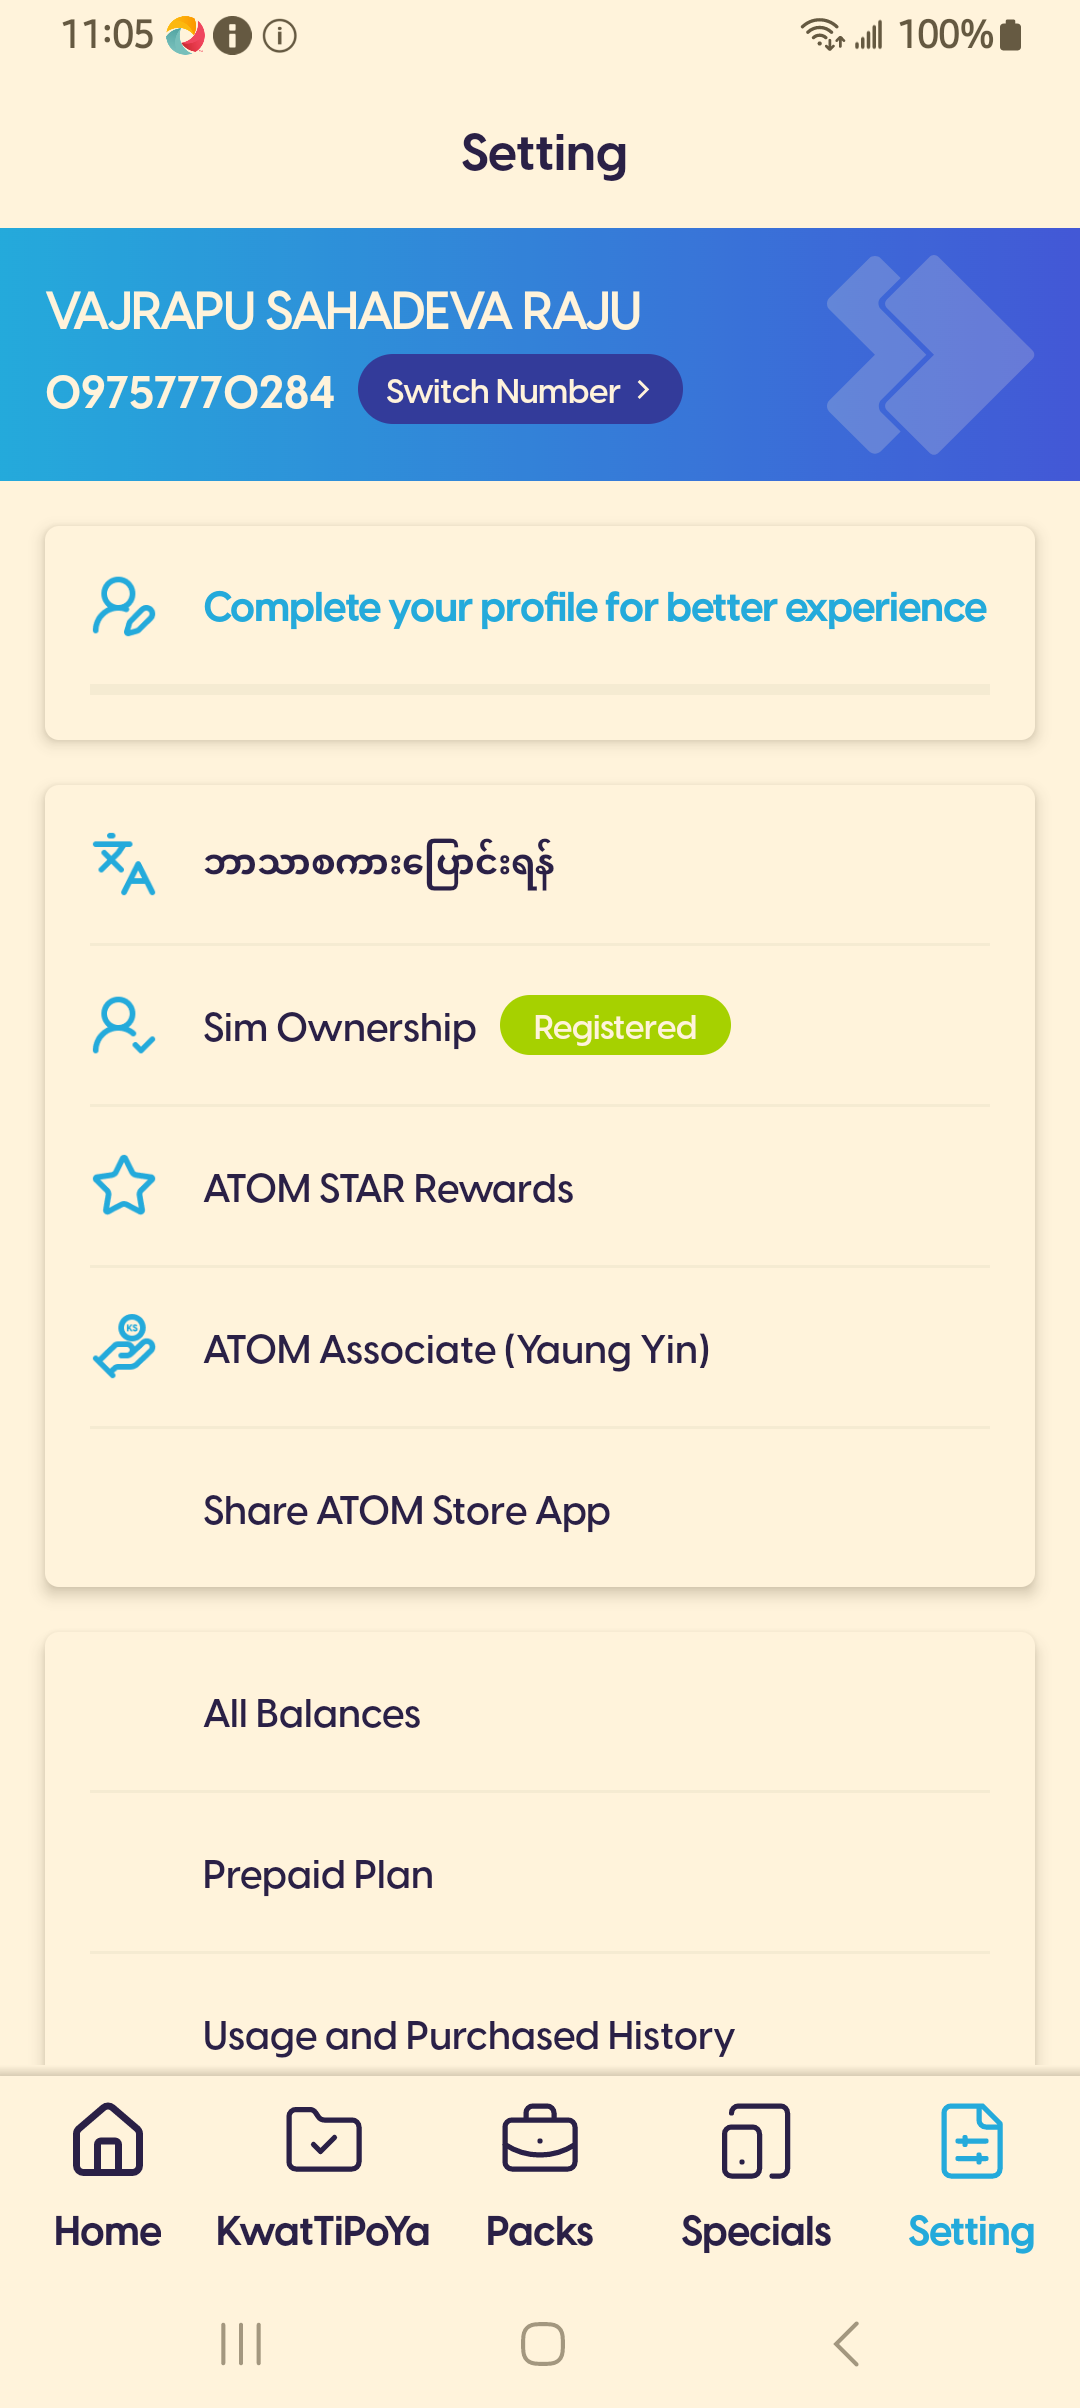 11:05
100%
Setting
VAJRAPU SAHADEVA RAJU
09757770284
Switch Number
Complete your profile for better experience
ဘာသာစကားပြောင်းရန်
Sim Ownership
Registered
ATOM STAR Rewards
KS
ATOM Associate (Yaung Yin)
Share ATOM Store App
All Balances
Prepaid Plan
Usage and Purchased History
Home
KwatTiPoYa
Packs
Specials
Setting